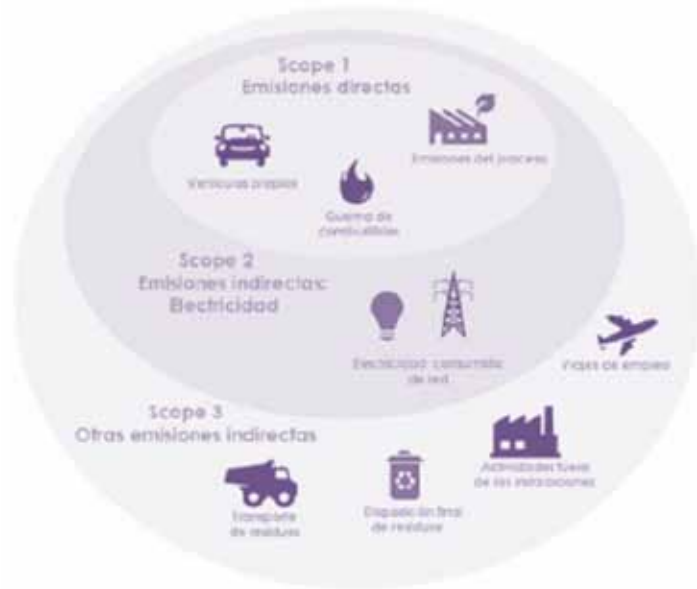 Scope 1
Emisiones directas
Emisiones del proceso
Vehículos propios
Quema de
combustibles
Scope 2
Emisiones indirectas:
Electricidad
Electricidad consumida
de red
Viajes de empleo
Scope 3
Otras emisiones indirectas
Actividades fuera
de las instalaciones
Transporte
de residuos
Disposición final
de residuos